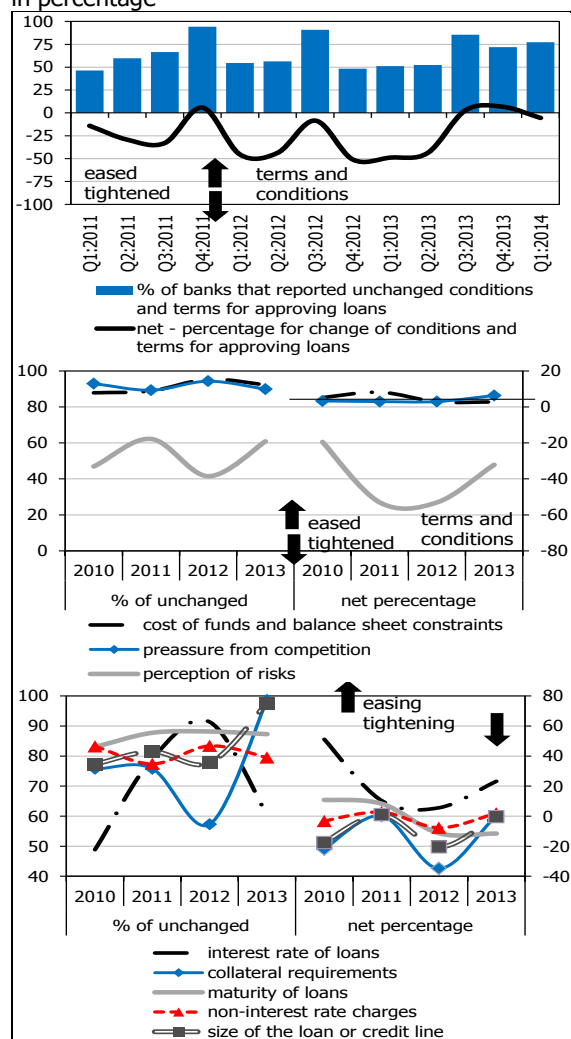 in percentage
100
75
50
25
0
-25
-50
-75
-100
eased
tightened
terms and
conditions
Q1:2011
Q2:2011
Q3:2011
Q4:2011
Q1:2012
Q2:2012
Q3:2012
Q4:2012
Q1:2013
Q2:2013
Q3:2013
Q4:2013
Q1:2014
% of banks that reported unchanged conditions
and terms for approving loans
net - percentage for change of conditions and
terms for approving loans
100
80
60
40
20
0
20
0
-20
-40
-60
-80
eased
tightened
terms and
conditions
2010 2011 2012 2013 2010 2011 2012 2013
% of unchanged net perecentage
cost of funds and balance sheet constraints
preassure from competition
perception of risks
100
90
80
70
60
50
40
80
60
40
20
0
-20
-40
easing
tightening
2010 2011 2012 2013 2010 2011 2012 2013
% of unchanged net percentage
interest rate of loans
collateral requirements
maturity of loans
non-interest rate charges
size of the loan or credit line